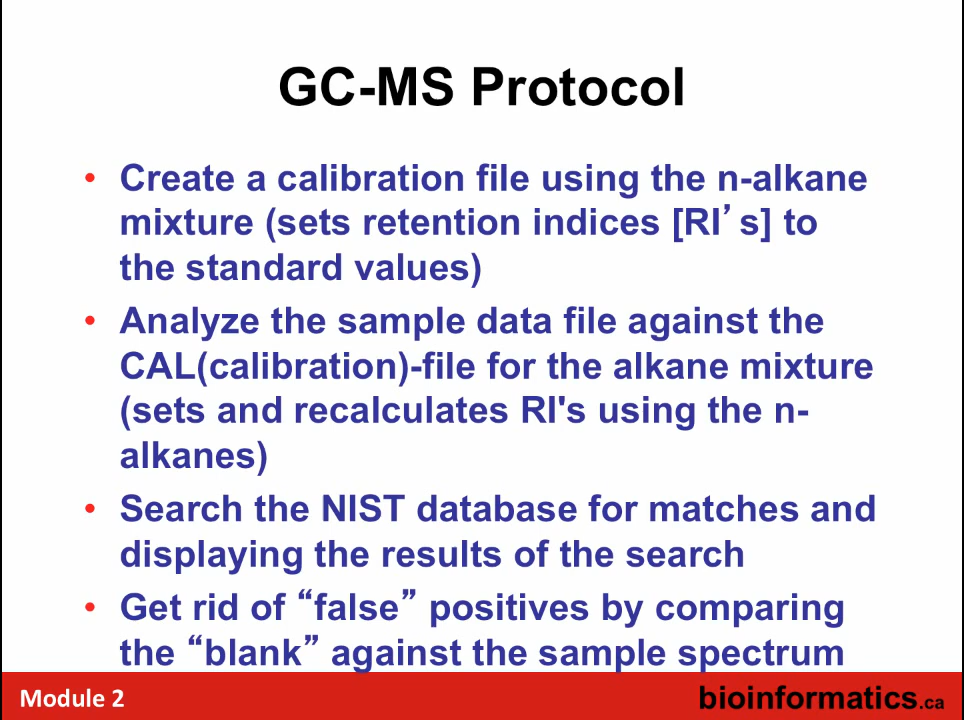 GC-MS Protocol
• Create a calibration file using the n-alkane
mixture (sets retention indices [RI’s] to
the standard values)
• Analyze the sample data file against the
CAL(calibration)-file for the alkane mixture
(sets and recalculates RI's using the n-
alkanes)
• Search the NIST database for matches and
displaying the results of the search
• Get rid of “false” positives by comparing
the “blank” against the sample spectrum
Module 2
bioinformatics.ca